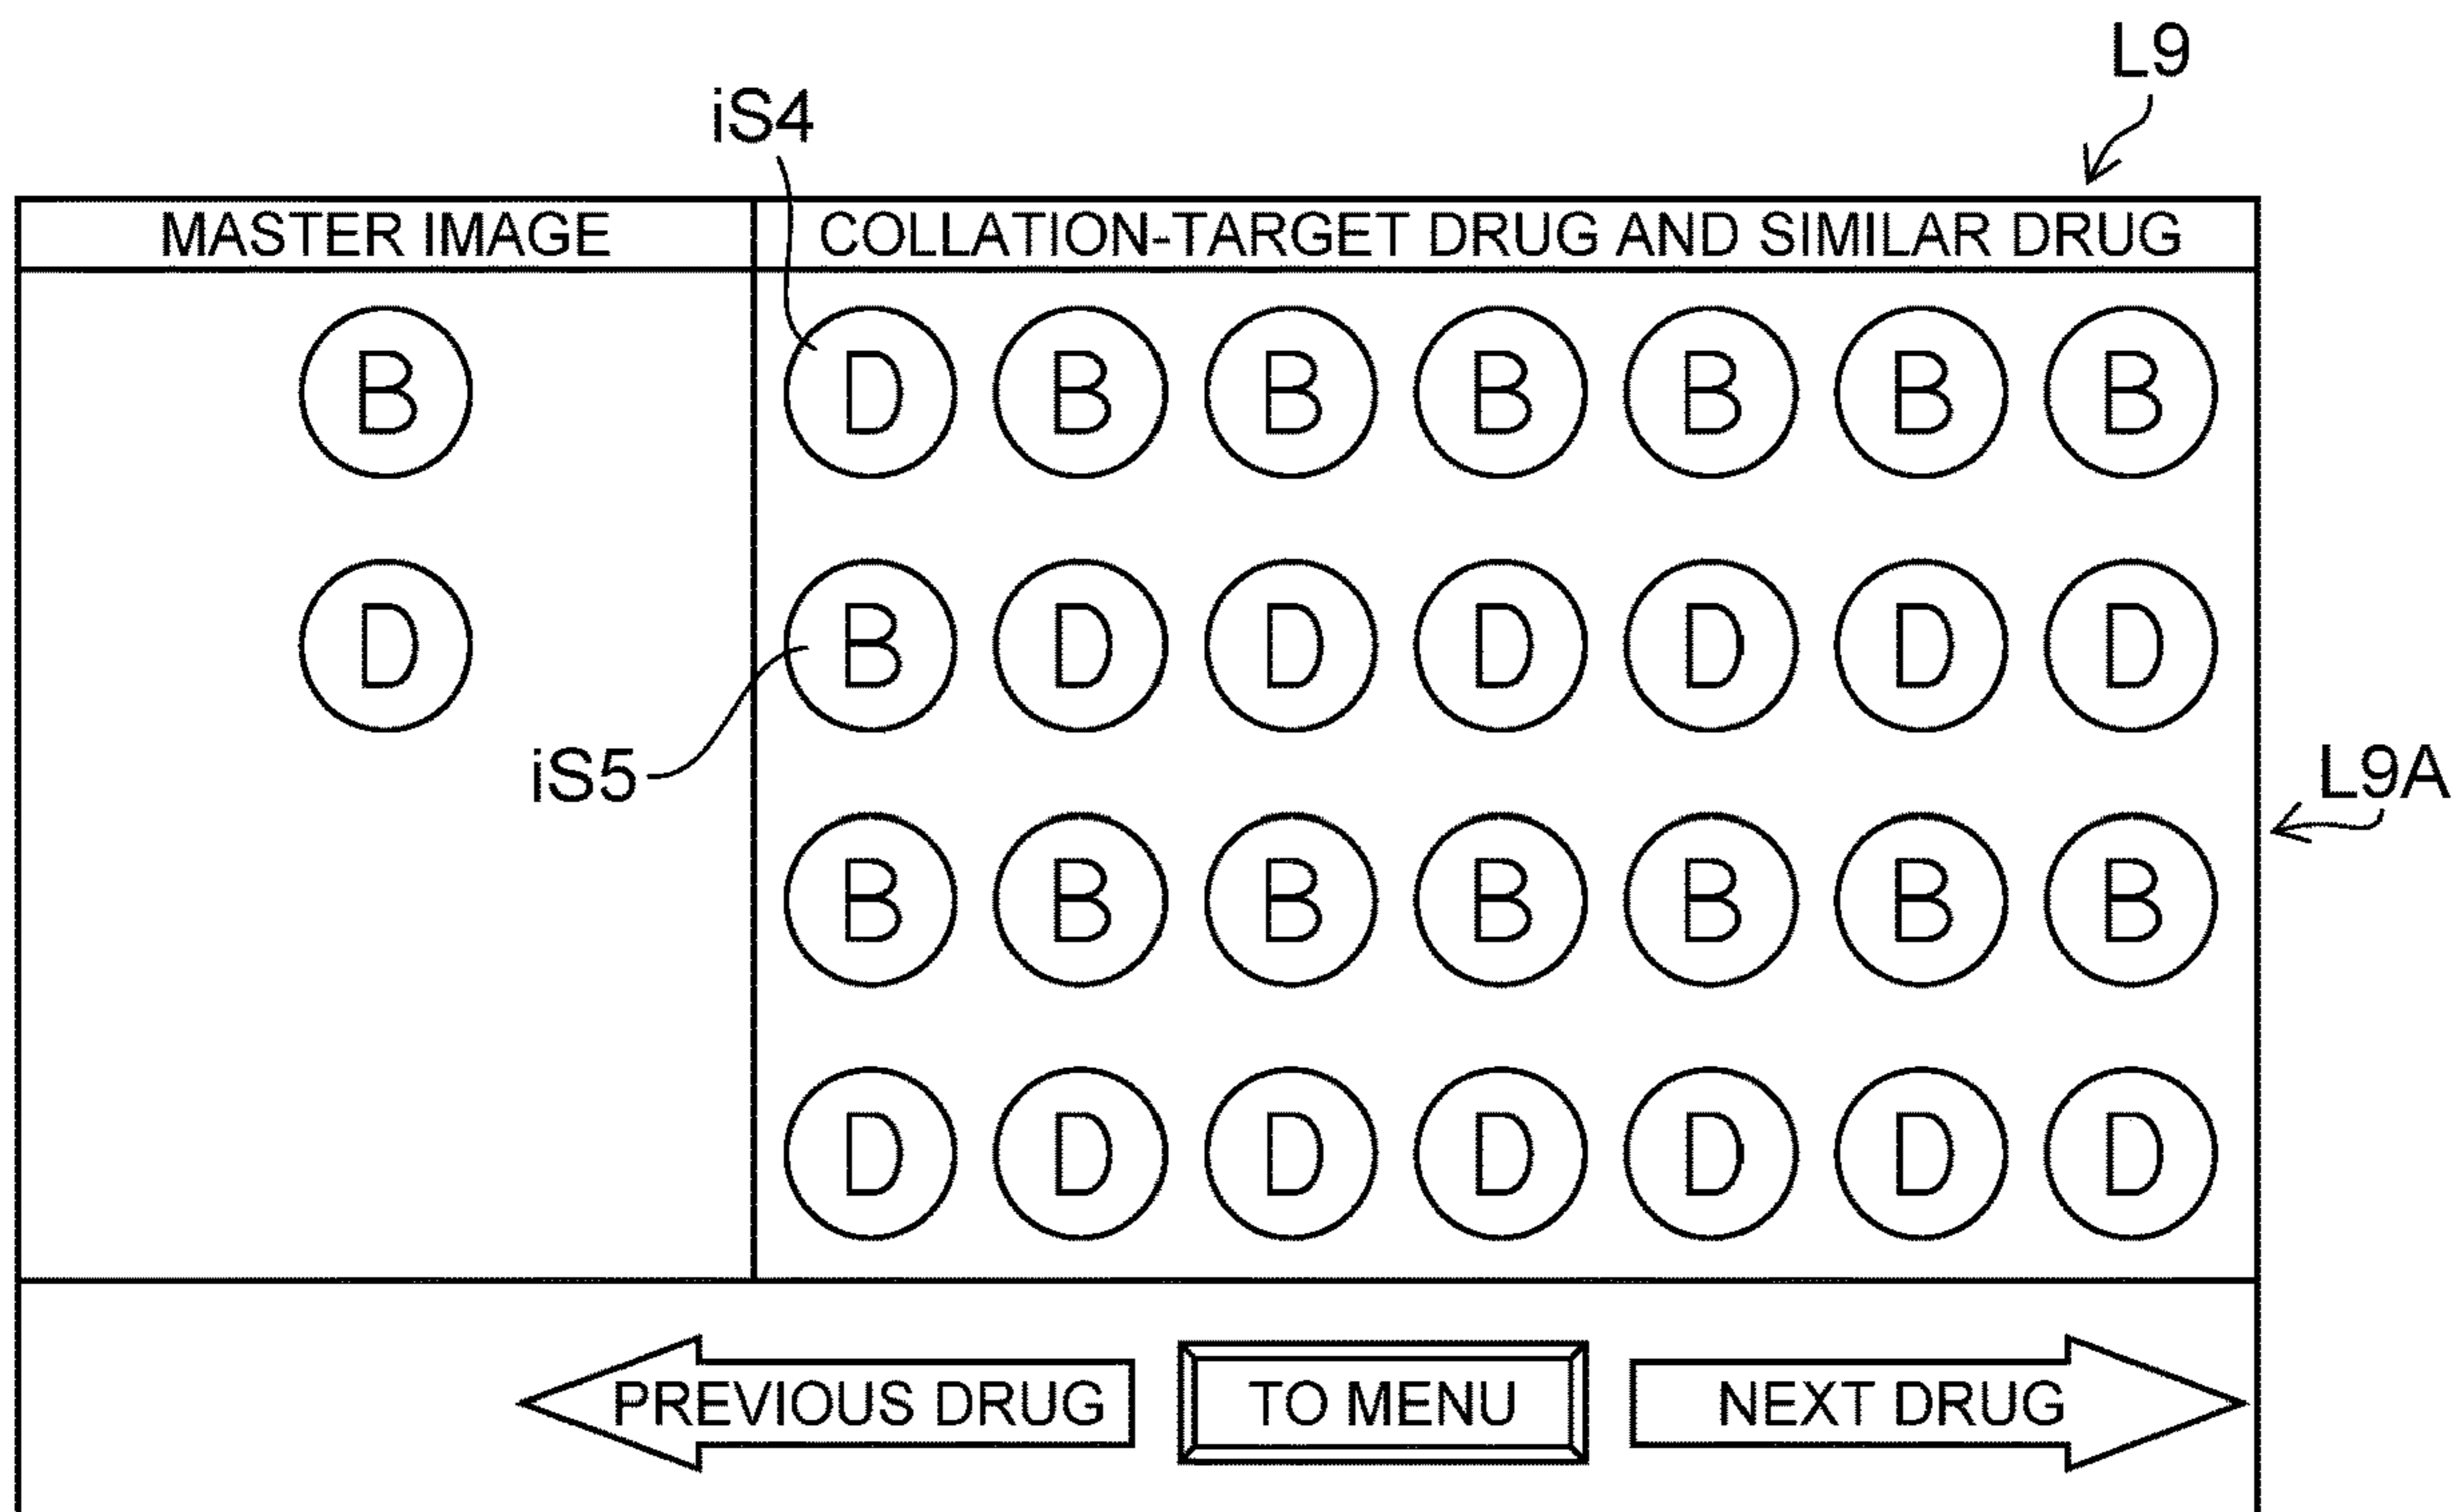 L9
iS4
MASTER IMAGE COLLATION-TARGET DRUG AND SIMILAR DRUG
B D B B B B B B
D B D D D D D D
iS5
L9A
B B B B B B B
D D D D D D D
PREVIOUS DRUG TO MENU NEXT DRUG